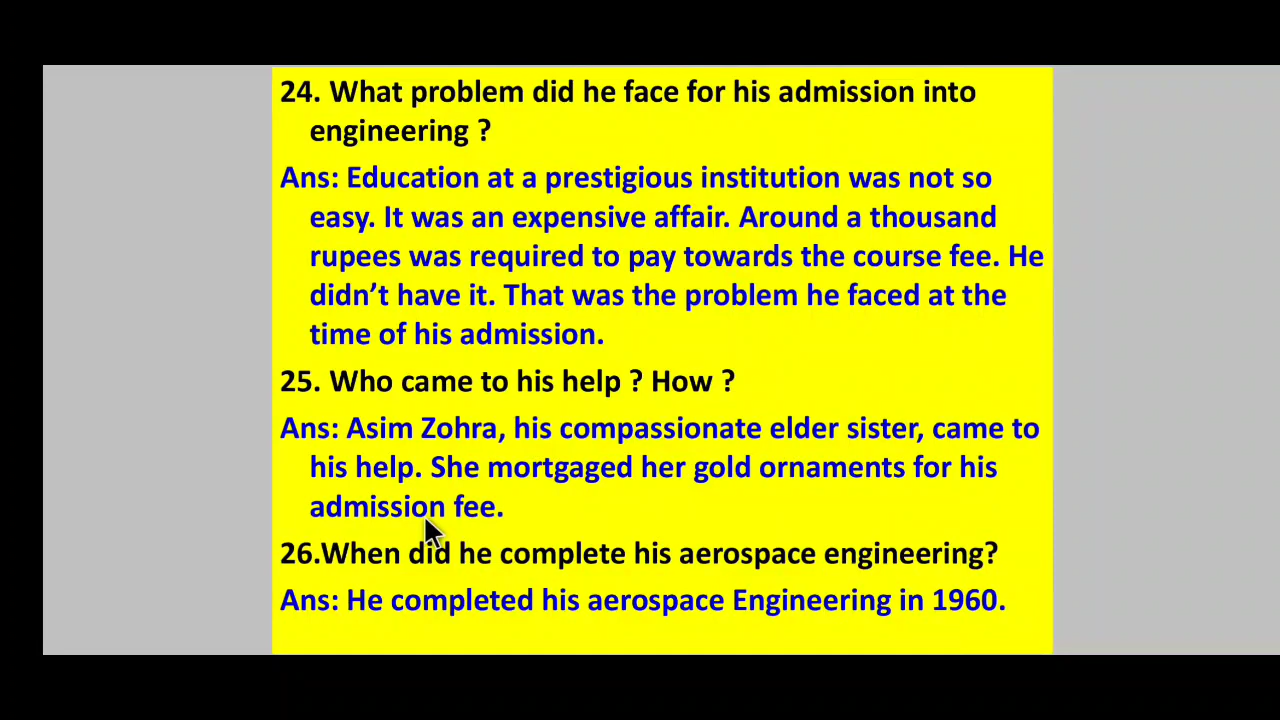 24. What problem did he face for his admission into
engineering ?
Ans: Education at a prestigious institution was not so
easy. It was an expensive affair. Around a thousand
rupees was required to pay towards the course fee. He
didn’t have it. That was the problem he faced at the
time of his admission.
25. Who came to his help ? How ?
Ans: Asim Zohra, his compassionate elder sister, came to
his help. She mortgaged her gold ornaments for his
admission fee.
26.When did he complete his aerospace engineering?
Ans: He completed his aerospace Engineering in 1960.